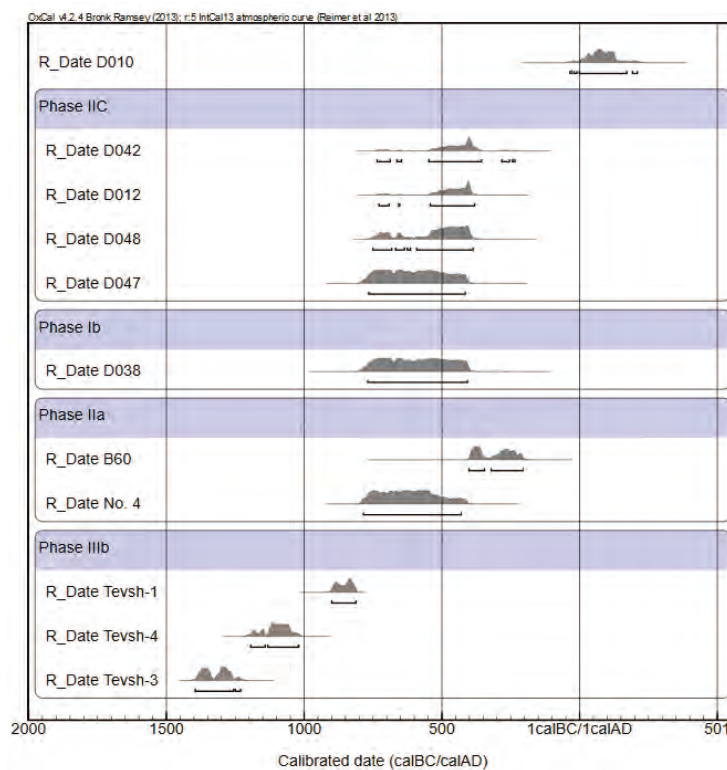 OxCal v4.2.4 Bronk Ramsey (2013); r:5 IntCal13 atmospheric curve (Reimer et al 2013)
R_Date D010
Phase IIC
R_Date D042
R_Date D012
R_Date D048
R_Date D047
Phase Ib
R_Date D038
Phase IIa
R_Date B60
R_Date No. 4
Phase IIIb
R_Date Tevsh-1
R_Date Tevsh-4
R_Date Tevsh-3
2000 1500 1000 500 1calBC/1calAD 501
Calibrated date (calBC/calAD)